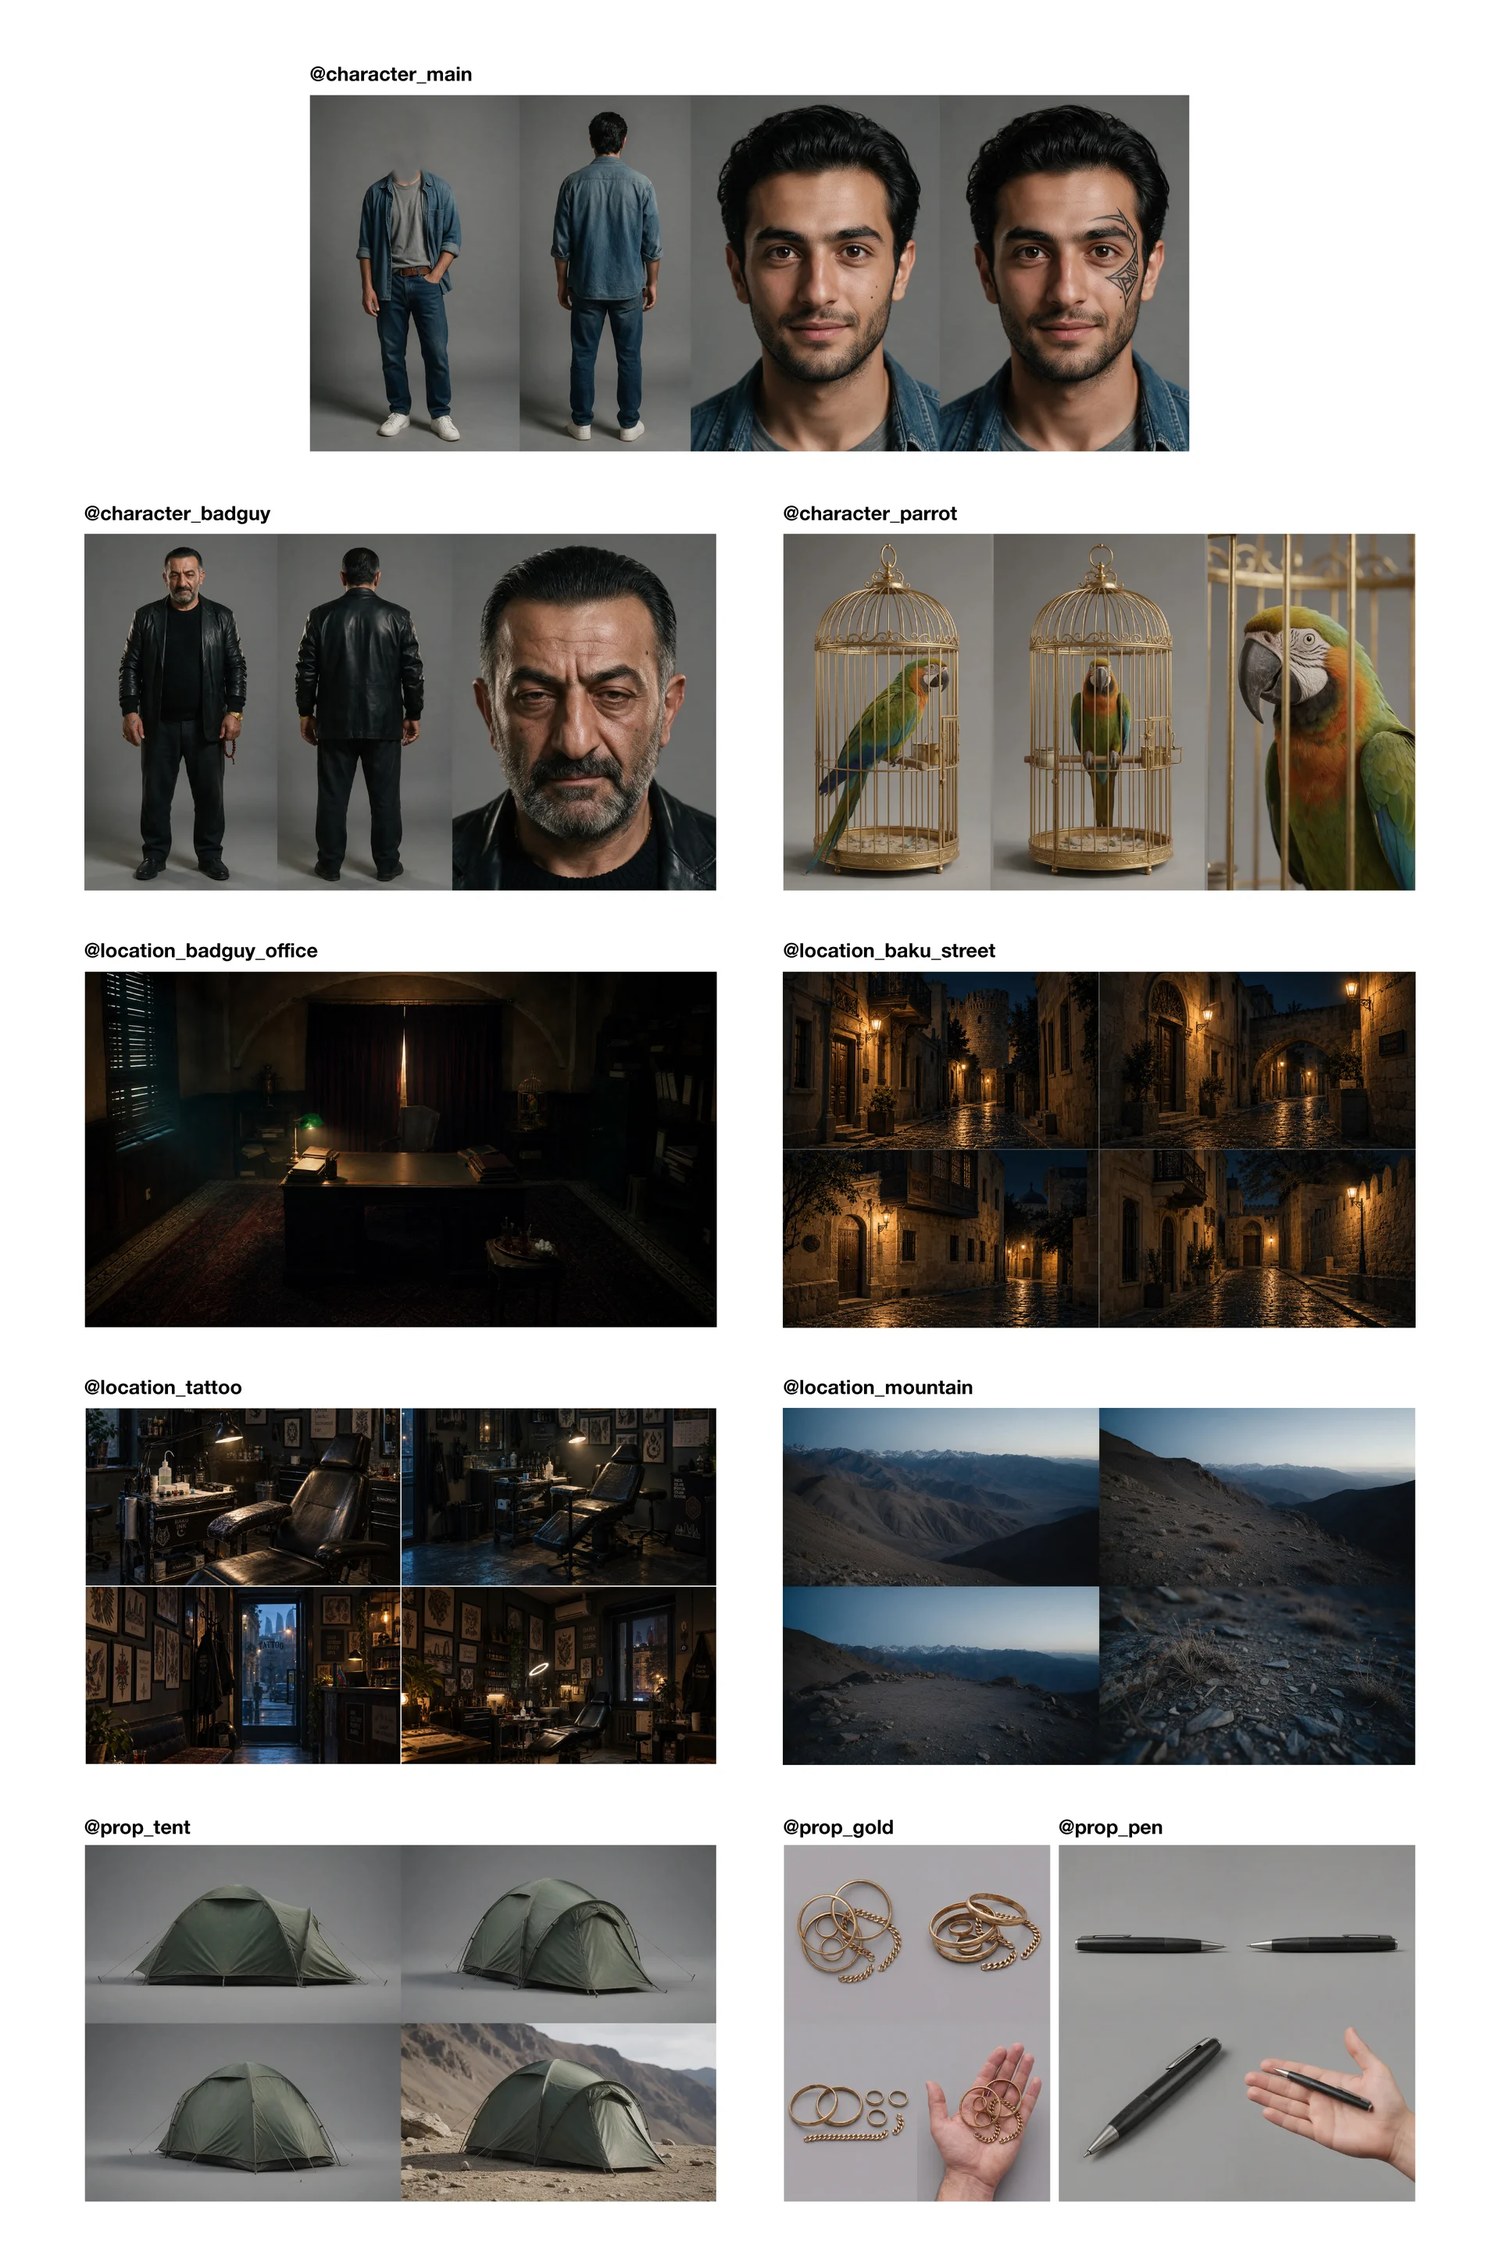 @character_main
@character_badguy
@character_parrot
@location_badguy_office
@location_baku_street
@location_tattoo
@location_mountain
@prop_tent
@prop_gold
@prop_pen